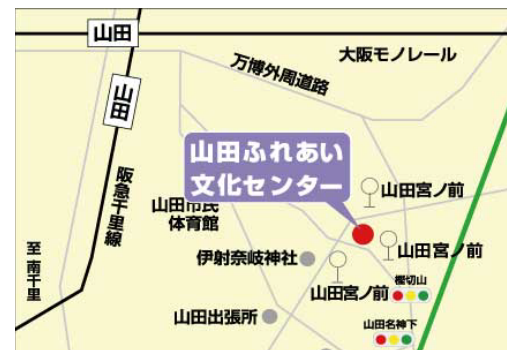 山田
大阪モノレール
万博外周道路
山田
山田ふれあい
文化センター
阪急千里線
山田宮ノ前
山田市民
体育館
山田宮ノ前
至 南千里
伊射奈岐神社
樫切山
山田宮ノ前
山田出張所
山田名神下